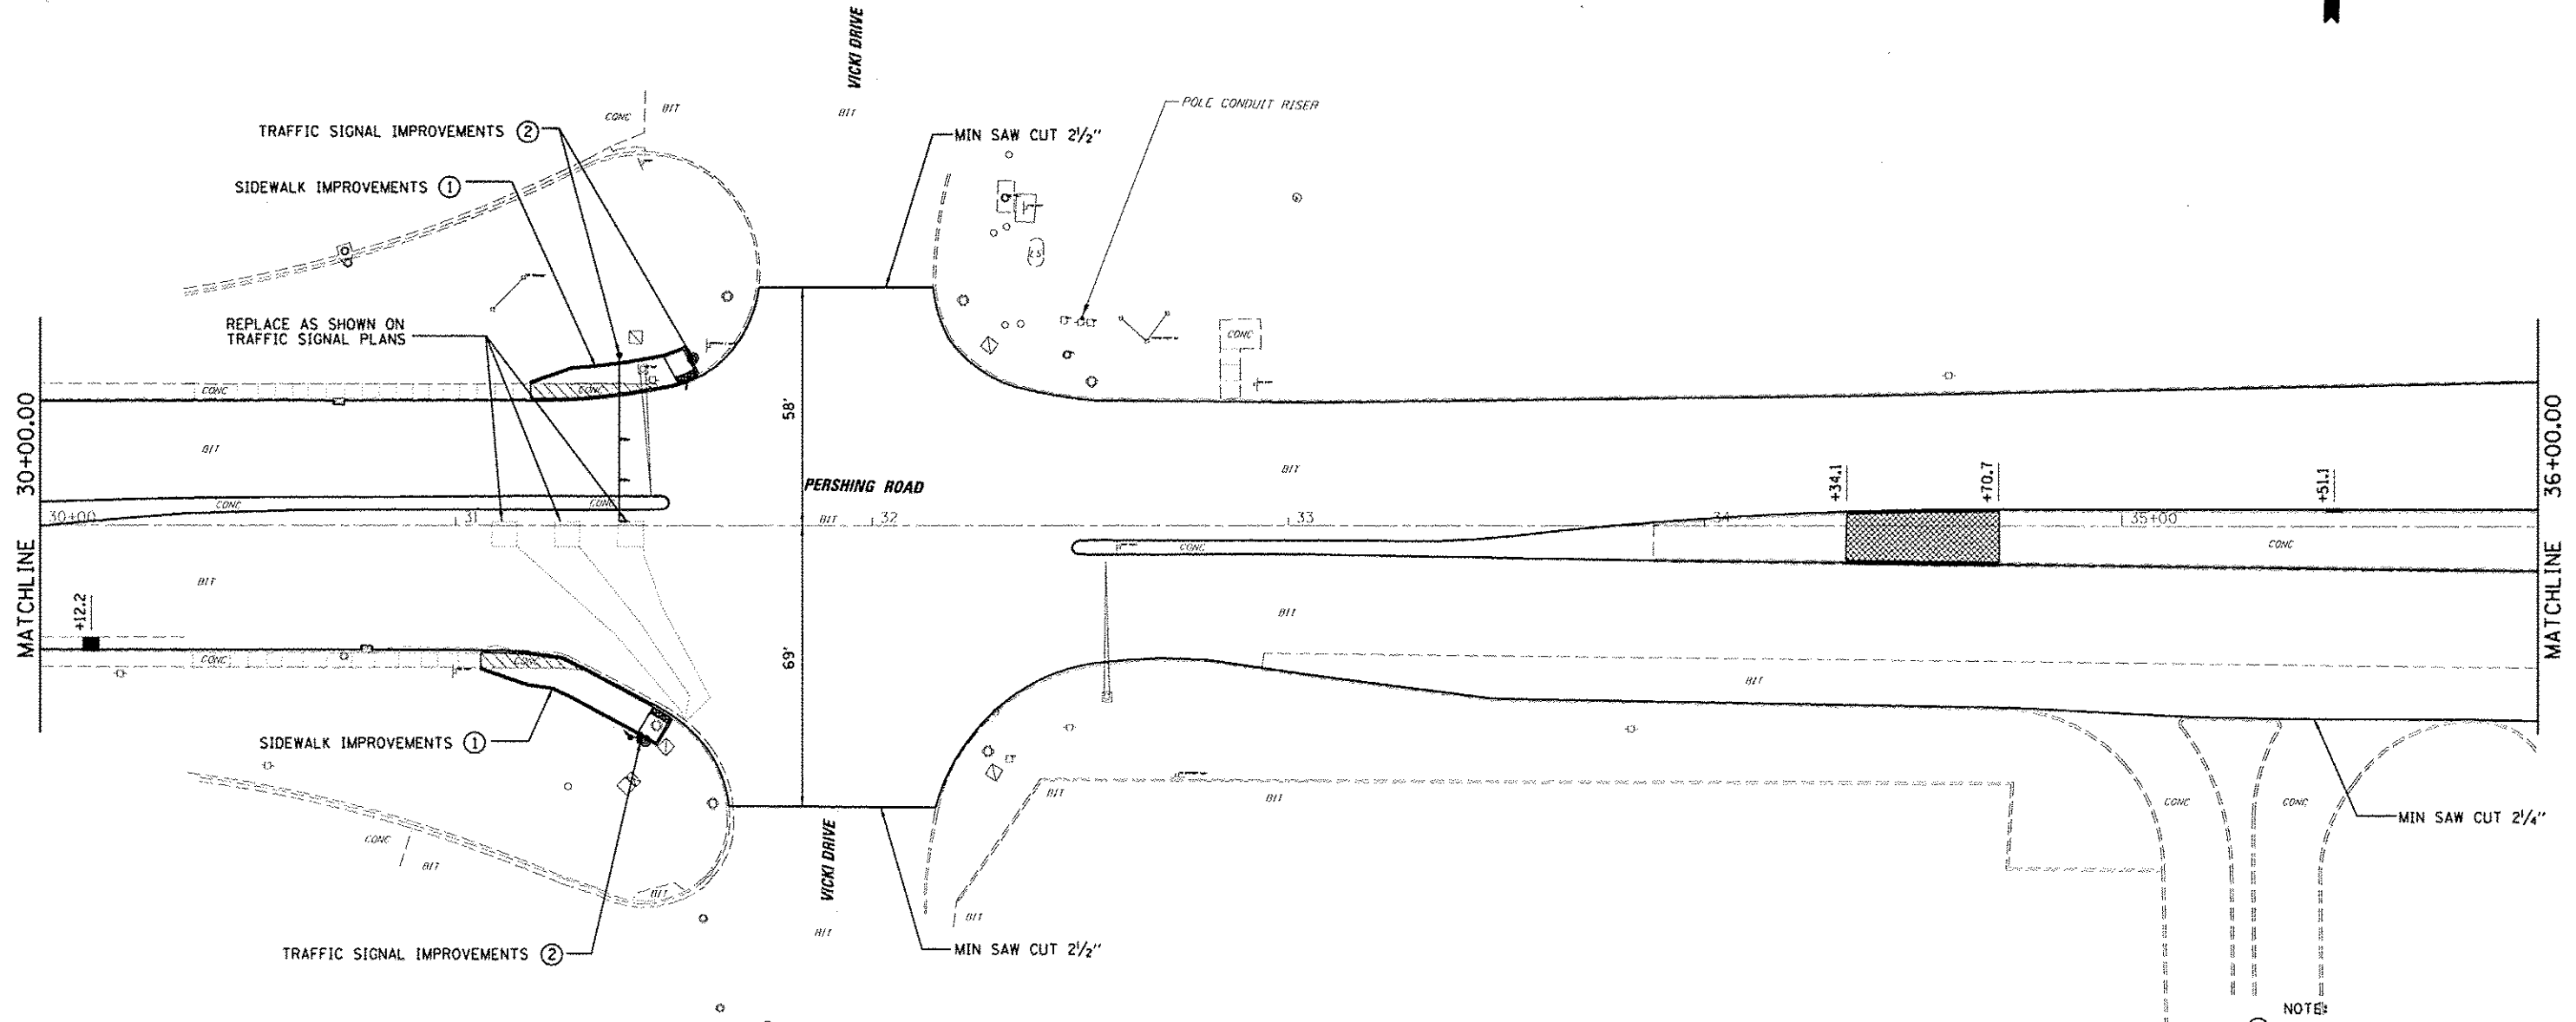 VICKI DRIVE
BIT
CONC
BIT
POLE CONDUIT RISER
TRAFFIC SIGNAL IMPROVEMENTS ②
MIN SAW CUT 2½"
SIDEWALK IMPROVEMENTS ①
REPLACE AS SHOWN ON
TRAFFIC SIGNAL PLANS
CONC
CONC
CONC
MATCHLINE 30+00.00
58'
MATCHLINE 36+00.00
BIT
BIT
PERSHING ROAD
+34.1
+70.7
+51.1
CONC
CONC
30+00
31
BIT
32
33
34
35+00
CONC
CONC
BIT
+12.2
BIT
CONC
CONC
69'
BIT
SIDEWALK IMPROVEMENTS ①
BIT
BIT
CONC
CONC
MIN SAW CUT 2¼"
CONC
BIT
BIT
VICKI DRIVE
BIT
BIT
TRAFFIC SIGNAL IMPROVEMENTS ②
MIN SAW CUT 2½"
NOTE: